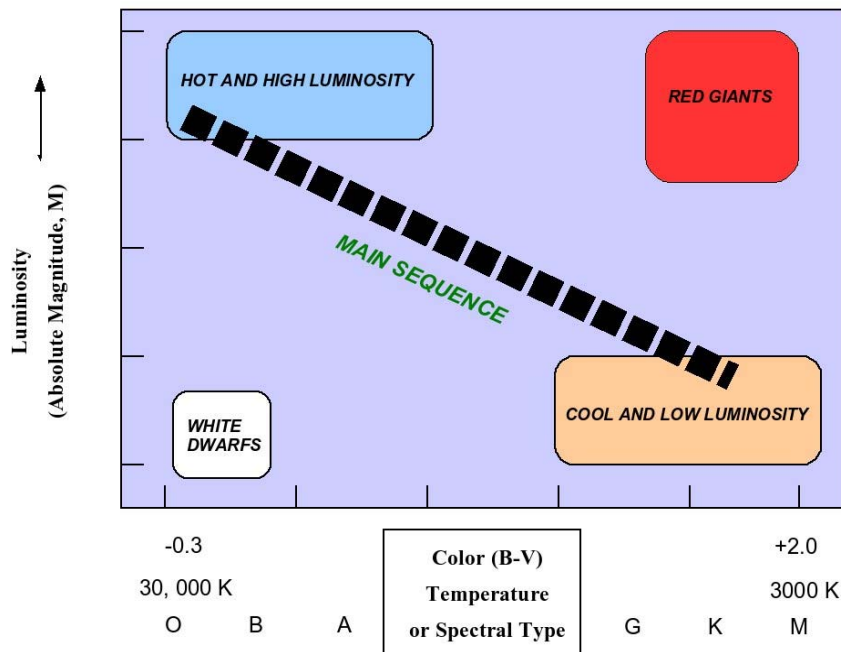 HOT AND HIGH LUMINOSITY
RED GIANTS
Luminosity
(Absolute Magnitude, M)
MAIN SEQUENCE
WHITE
DWARFS
COOL AND LOW LUMINOSITY
-0.3
Color (B-V)
+2.0
30, 000 K
Temperature
3000 K
O B A or Spectral Type G K M